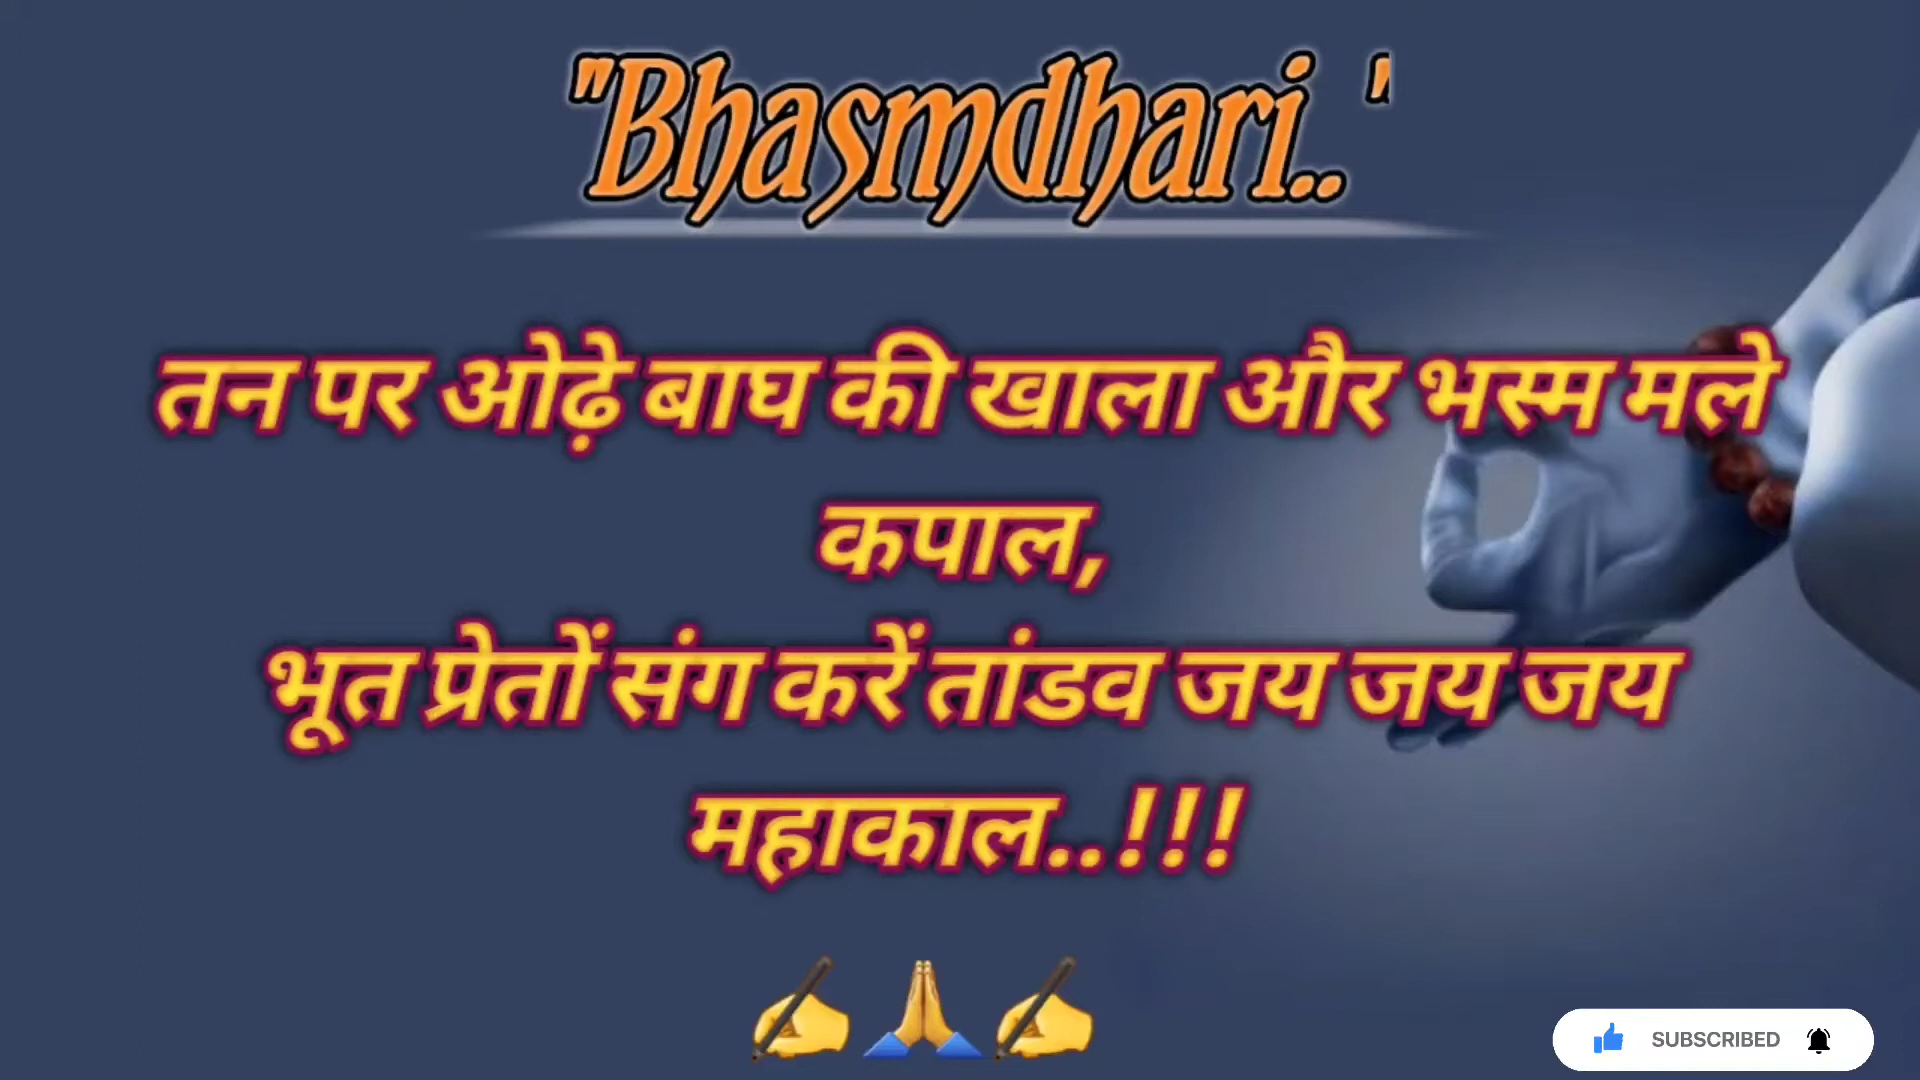 "Bhasmdhari.."
तन पर ओढ़े बाघ की खाला और भस्म मले
कपाल,
भूत प्रेतों संग करें तांडव जय जय जय
महाकाल..!!!
SUBSCRIBED